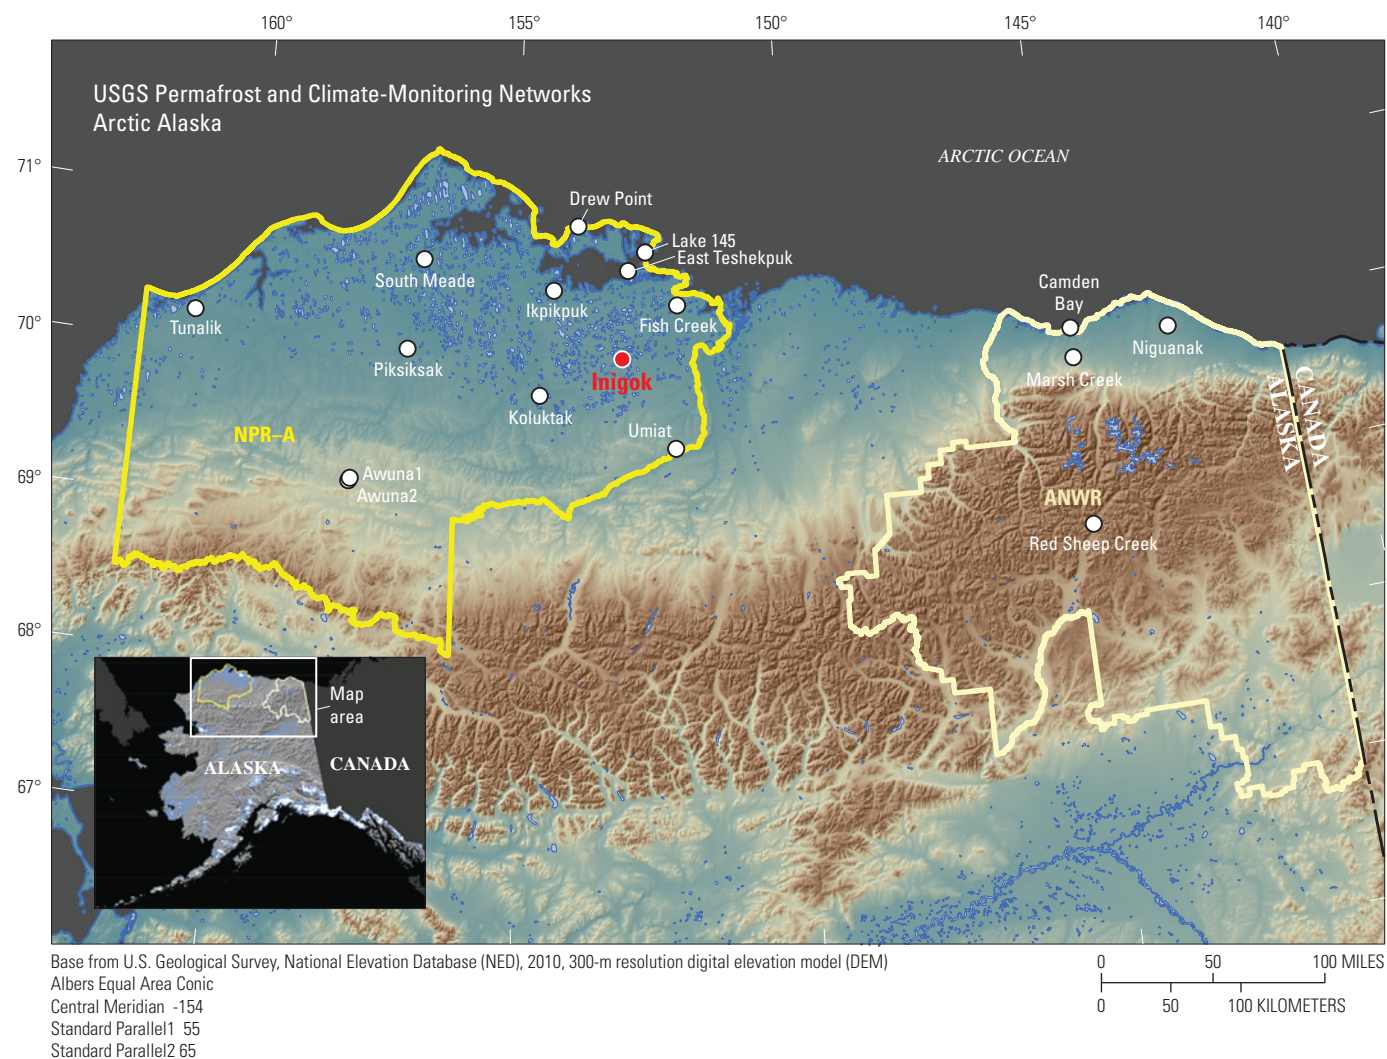 160° 155° 150° 145° 140°
USGS Permafrost and Climate-Monitoring Networks
Arctic Alaska
ARCTIC OCEAN
71°
70°
69°
68°
67°
Drew Point
Lake 145
East Teshekpuk
South Meade
Ikpikpuk
Fish Creek
Tunalik
Piksiksak
Inigok
Koluktak
Umiat
NPR–A
Awuna1
Awuna2
Camden
Bay
Niguanak
Marsh Creek
CANADA
ALASKA
ANWR
Red Sheep Creek
Map
area
ALASKA
CANADA
Base from U.S. Geological Survey, National Elevation Database (NED), 2010, 300-m resolution digital elevation model (DEM)
Albers Equal Area Conic
Central Meridian -154
Standard Parallel1 55
Standard Parallel2 65
0 50 100 MILES
0 50 100 KILOMETERS